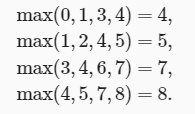 max(0, 1, 3, 4) = 4,
max(1, 2, 4, 5) = 5,
max(3, 4, 6, 7) = 7,
max(4, 5, 7, 8) = 8.